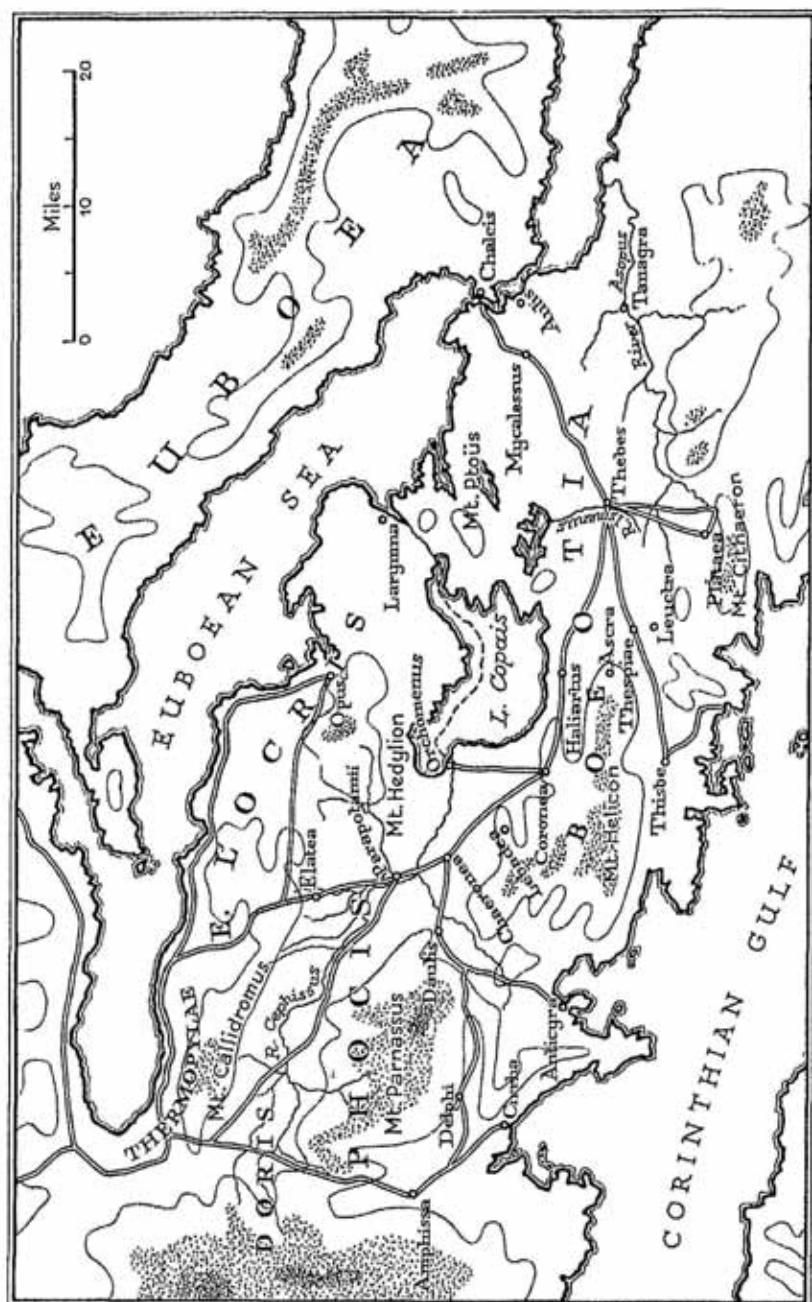 Miles
0 10 20
EUBOEA
EUBOEAN SEA
THERMOPYLAE
Mt. Callidromus
E. LOCRIS
DORIS
R. Cephissus
Elatea
Opus
Larymna
Chalcis
Aulis
Mycalessus
Mt. Ptoüs
PHOCIS
Parapotamii
Mt. Hedylion
Orchomenus
L. Copais
Mt. Parnassus
Daulis
Chaeronea
Lebadea
Coronea
Haliartus
BOEOTIA
Mt. Helicon
Ascra
Thespiae
Thebes
River Asopus
Tanagra
Amphissa
Delphi
Cirrha
Anticyra
Thisbe
Leuctra
Plataea
Mt. Cithaeron
CORINTHIAN GULF